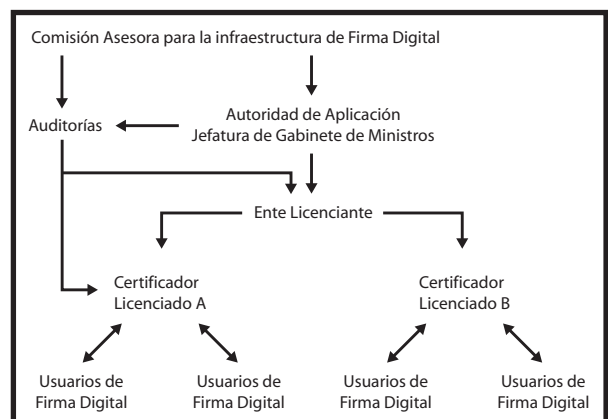 Comisión Asesora para la infraestructura de Firma Digital
Auditorías
Autoridad de Aplicación
Jefatura de Gabinete de Ministros
Ente Licenciante
Certificador
Licenciado A
Certificador
Licenciado B
Usuarios de
Firma Digital
Usuarios de
Firma Digital
Usuarios de
Firma Digital
Usuarios de
Firma Digital